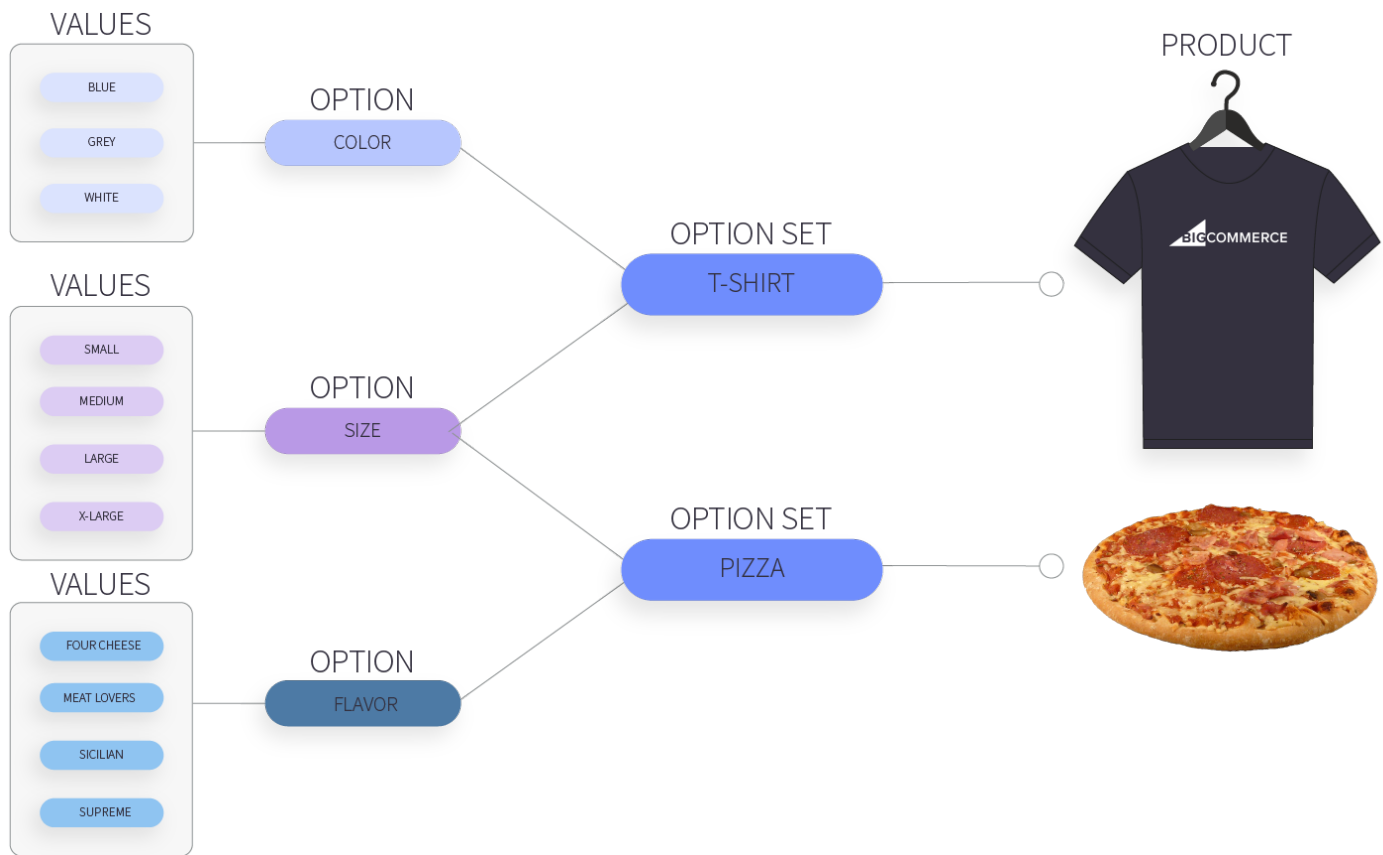 VALUES
BLUE
GREY
WHITE
OPTION
COLOR
VALUES
SMALL
MEDIUM
LARGE
X-LARGE
OPTION
SIZE
VALUES
FOUR CHEESE
MEAT LOVERS
SICILIAN
SUPREME
OPTION
FLAVOR
OPTION SET
T-SHIRT
OPTION SET
PIZZA
PRODUCT
BIGCOMMERCE